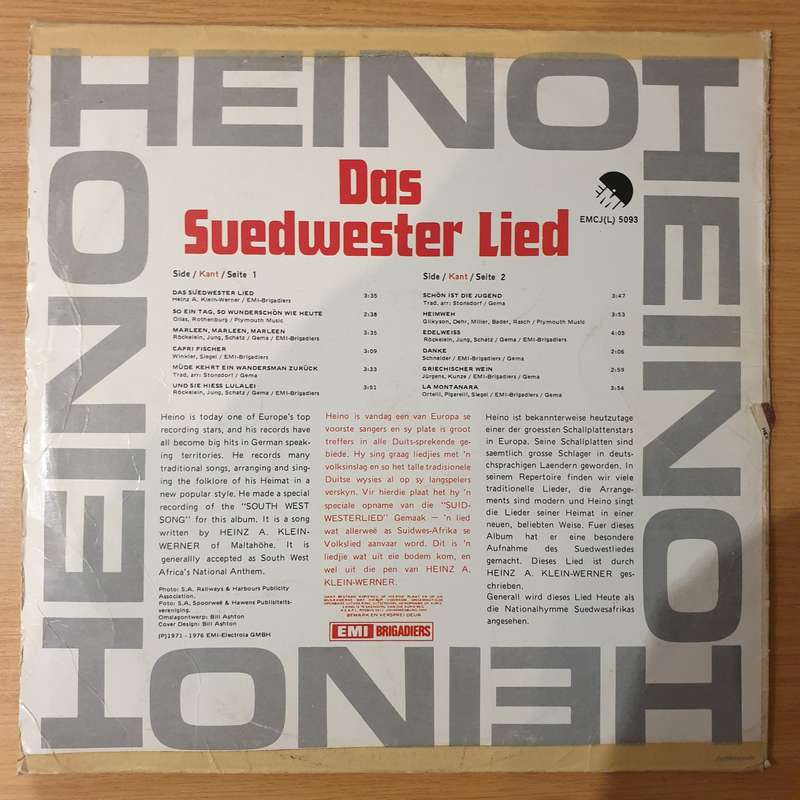 HEINO
HEINO
HEINO
HEINO
Das
Suedwester Lied
EMI
EMCJ(L) 5093
Side / Kant / Seite 1
DAS SÜEDWESTER LIED 3:35
Heinz A. Klein-Werner / EMI-Brigadiers
SO EIN TAG, SO WUNDERSCHÖN WIE HEUTE 2:38
Olias, Rothenburg / Plymouth Music
MARLEEN, MARLEEN, MARLEEN 3:35
Röckelein, Jung, Schatz / Gema / EMI-Brigadiers
CAPRI FISCHER 3:09
Winkler, Siegel / EMI-Brigadiers
MÜDE KEHRT EIN WANDERSMAN ZURÜCK 3:33
Trad, arr: Stonsdorf / Gema
UND SIE HIESS LULALEI 3:51
Röckelein, Jung, Schatz / Gema / EMI-Brigadiers
Side / Kant / Seite 2
SCHÖN IST DIE JUGEND 3:47
Trad, arr: Stonsdorf / Gema
HEIMWEH 3:53
Gilkyson, Dehr, Miller, Bader, Rasch / Plymouth Music
EDELWEISS 4:05
Röckelein, Jung, Schatz / EMI-Brigadiers / Gema
DANKE 2:06
Schneider / EMI-Brigadiers / Gema
GRIECHISCHER WEIN 2:59
Jürgens, Kunze / EMI-Brigadiers / Gema
LA MONTANARA 3:54
Ortelli, Pigarelli, Siegel / EMI-Brigadiers / Gema
Heino is today one of Europe's top
recording stars, and his records have
all become big hits in German speak-
ing territories. He records many
traditional songs, arranging and sing-
ing the folklore of his Heimat in a
new popular style. He made a special
recording of the "SOUTH WEST
SONG" for this album. It is a song
written by HEINZ A. KLEIN-
WERNER of Maltahöhe. It is
generallly accepted as South West
Africa's National Anthem.
Heino is vandag een van Europa se
voorste sangers en sy plate is groot
treffers in alle Duits-sprekende ge-
biede. Hy sing graag liedjies met 'n
volksinslag en so het talle tradisionele
Duitse wysies al op sy langspelers
verskyn. Vir hierdie plaat het hy 'n
speciale opname van die "SUID-
WESTERLIED" Gemaak — 'n lied
wat allerweë as Suidwes-Afrika se
Volkslied aanvaar word. Dit is 'n
liedjie wat uit eie bodem kom, en
wel uit die pen van HEINZ A.
KLEIN-WERNER.
Heino ist bekannterweise heutzutage
einer der groessten Schallplattenstars
in Europa. Seine Schallplatten sind
saemtlich grosse Schlager in deuts-
chsprachigen Laendern geworden. In
seinem Repertoire finden wir viele
traditionelle Lieder, die Arrange-
ments sind modern und Heino singt
die Lieder seiner Heimat in einer
neuen, beliebten Weise. Fuer dieses
Album hat er eine besondere
Aufnahme des Suedwestliedes
gemacht. Dieses Lied ist durch
HEINZ A. KLEIN-WERNER ges-
chrieben.
Generall wird dieses Lied Heute als
die Nationalhymme Suedwesafrikas
angesehen.
Photo: S.A. Railways & Harbours Publicity
Association.
Foto: S.A. Spoorweë & Hawens Publisiteits-
vereniging.
Omslagontwerp: Bill Ashton
Cover Design: Bill Ashton
(P)1971 - 1976 EMI-Electrola GMBH
BEWARK EN VERSPREI DEUR
EMI BRIGADIERS